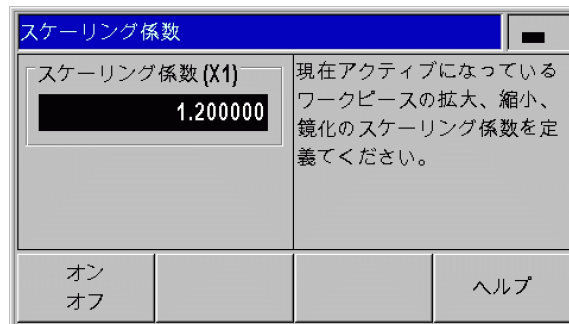 スケーリング係数
スケーリング係数 (X1)
1.200000
現在アクティブになっている
ワークピースの拡大、縮小、
鏡化のスケーリング係数を定
義てください。
オン
オフ
ヘルプ